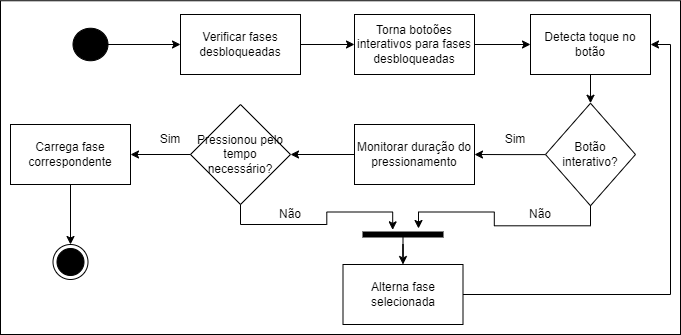 Verificar fases
desbloqueadas
Torna botoões
interativos para fases
desbloqueadas
Detecta toque no
botão
Botão
interativo?
Sim
Monitorar duração do
pressionamento
Pressionou pelo
tempo
necessário?
Sim
Carrega fase
correspondente
Não
Não
Alterna fase
selecionada